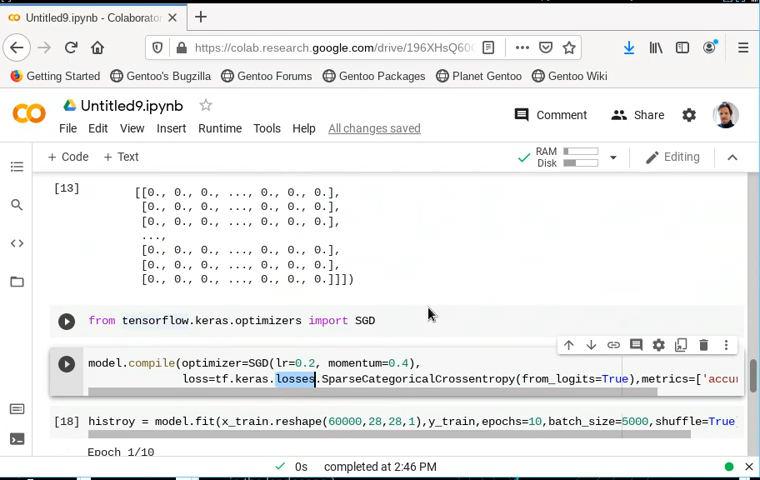 Untitled9.ipynb - Colaborator
https://colab.research.google.com/drive/196XHsQ60
Getting Started
Gentoo's Bugzilla
Gentoo Forums
Gentoo Packages
Planet Gentoo
Gentoo Wiki
Untitled9.ipynb
Comment
Share
File Edit View Insert Runtime Tools Help All changes saved
+ Code + Text
RAM
Disk
Editing
[13] [[0., 0., 0., ..., 0., 0., 0.],
[0., 0., 0., ..., 0., 0., 0.],
[0., 0., 0., ..., 0., 0., 0.],
...,
[0., 0., 0., ..., 0., 0., 0.],
[0., 0., 0., ..., 0., 0., 0.],
[0., 0., 0., ..., 0., 0., 0.]]])
from tensorflow.keras.optimizers import SGD
model.compile(optimizer=SGD(lr=0.2, momentum=0.4),
loss=tf.keras.losses.SparseCategoricalCrossentropy(from_logits=True),metrics=['accu
[18] histroy = model.fit(x_train.reshape(60000,28,28,1),y_train,epochs=10,batch_size=5000,shuffle=True
Epoch 1/10
0s completed at 2:46 PM